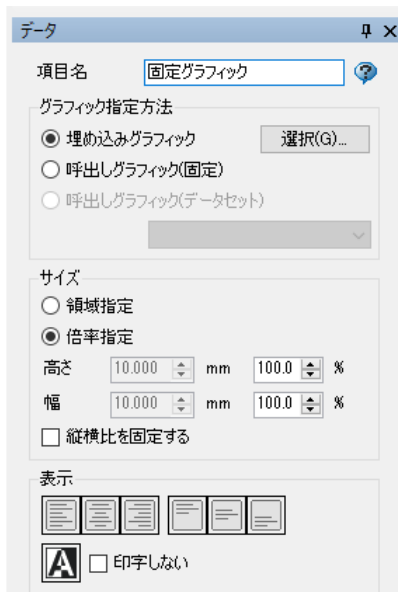 データ
項目名 固定グラフィック
グラフィック指定方法
埋め込みグラフィック 選択(G)...
呼出しグラフィック(固定)
呼出しグラフィック(データセット)
サイズ
領域指定
倍率指定
高さ 10.000 mm 100.0 %
幅 10.000 mm 100.0 %
縦横比を固定する
表示
A 印字しない